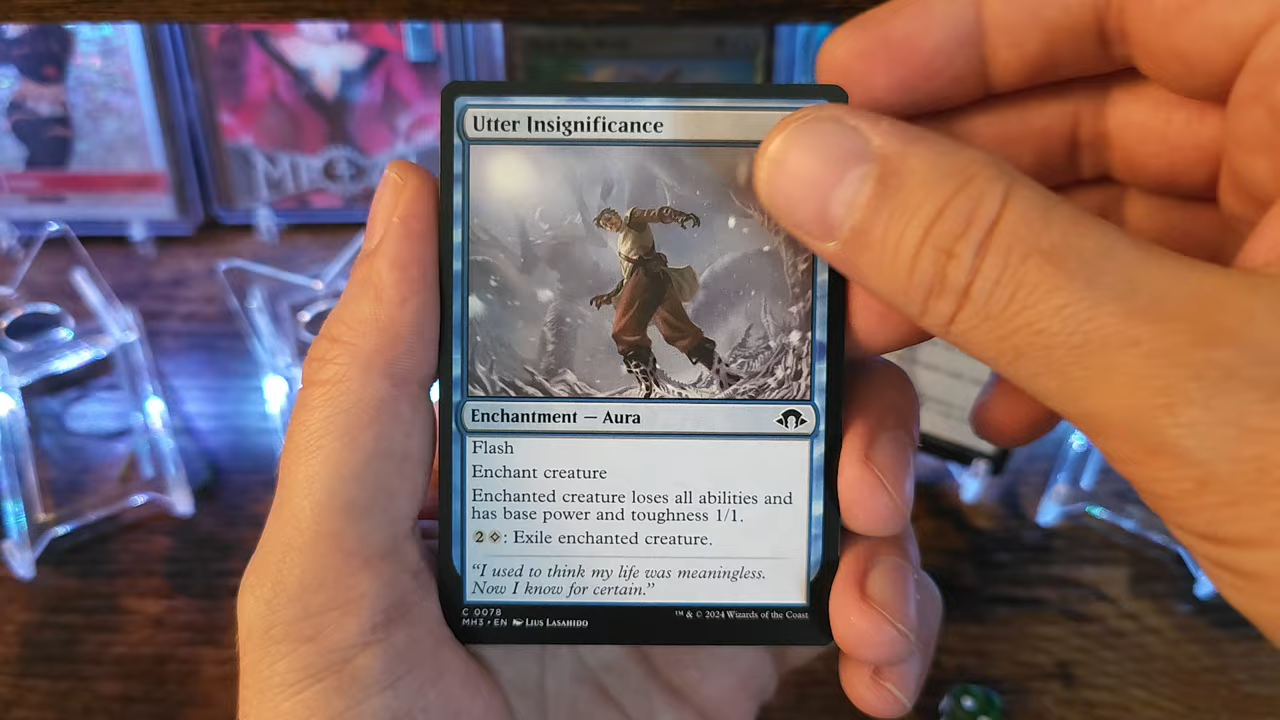 Utter Insignificance
Enchantment — Aura
Flash
Enchant creature
Enchanted creature loses all abilities and
has base power and toughness 1/1.
2: Exile enchanted creature.
“I used to think my life was meaningless.
Now I know for certain.”
C 0078
MH3 • EN Lius Lasahido
™ & © 2024 Wizards of the Coast